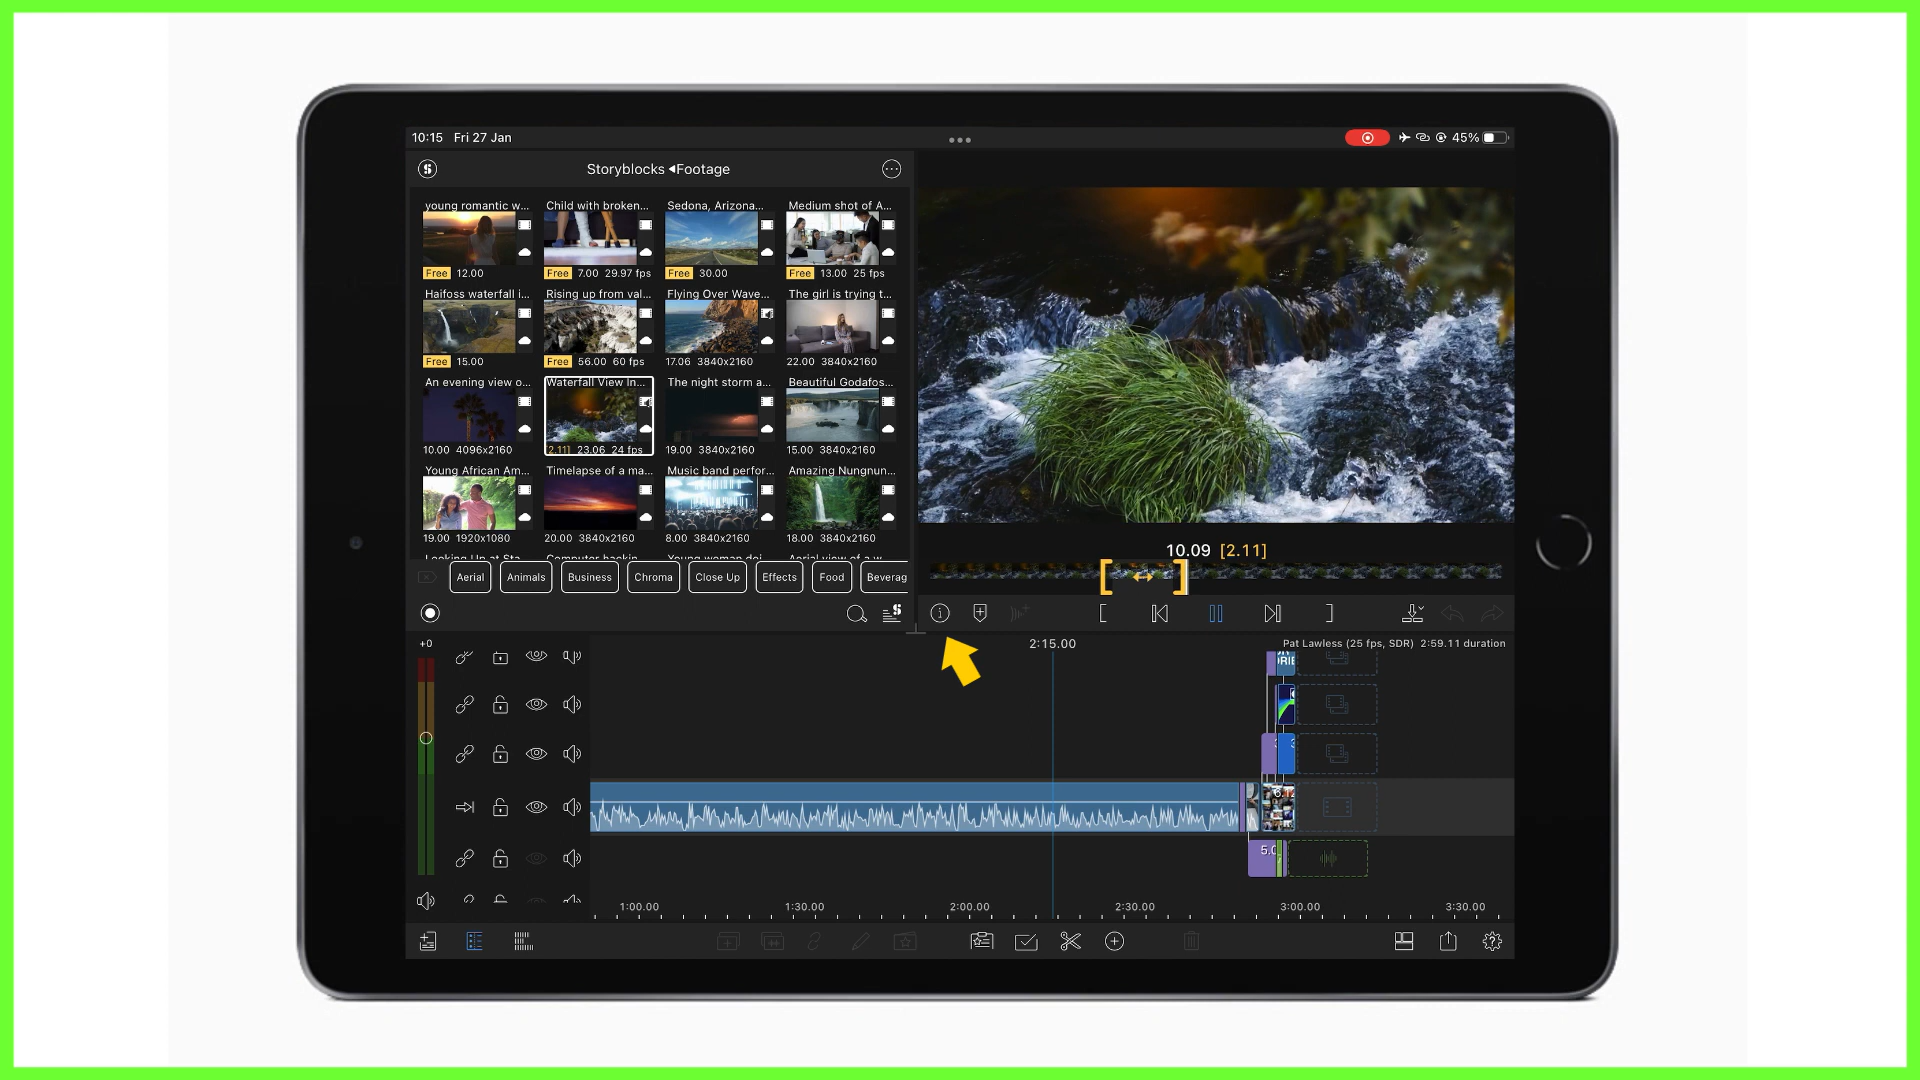 10:15 Fri 27 Jan
45%
Storyblocks ◀Footage
young romantic w...
Child with broken...
Sedona, Arizona...
Medium shot of A...
Free 12.00
Free 7.00 29.97 fps
Free 30.00
Free 13.00 25 fps
Haifoss waterfall i...
Rising up from val...
Flying Over Wave...
The girl is trying t...
Free 15.00
Free 56.00 60 fps
17.06 3840x2160
22.00 3840x2160
An evening view o...
Waterfall View In...
The night storm a...
Beautiful Godafos...
10.00 4096x2160
[2.11] 23.06 24 fps
19.00 3840x2160
15.00 3840x2160
Young African Am...
Timelapse of a ma...
Music band perfor...
Amazing Nungnun...
19.00 1920x1080
20.00 3840x2160
8.00 3840x2160
18.00 3840x2160
10.09 [2.11]
Aerial
Animals
Business
Chroma
Close Up
Effects
Food
Beverag
+0
2:15.00
Pat Lawless (25 fps, SDR) 2:59.11 duration
1:00.00
1:30.00
2:00.00
2:30.00
3:00.00
3:30.00